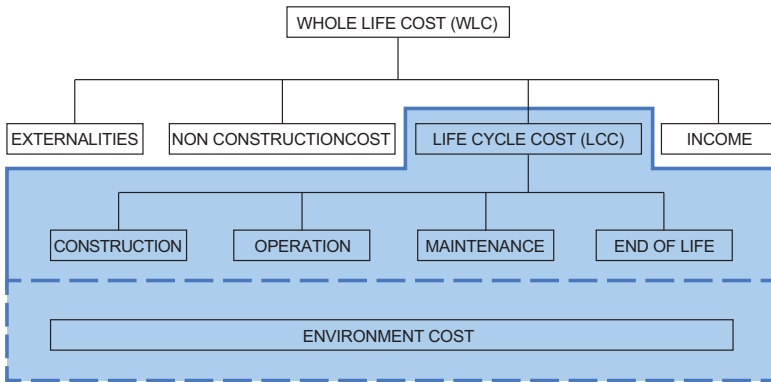 WHOLE LIFE COST (WLC)
EXTERNALITIES
NON CONSTRUCTIONCOST
LIFE CYCLE COST (LCC)
INCOME
CONSTRUCTION
OPERATION
MAINTENANCE
END OF LIFE
ENVIRONMENT COST